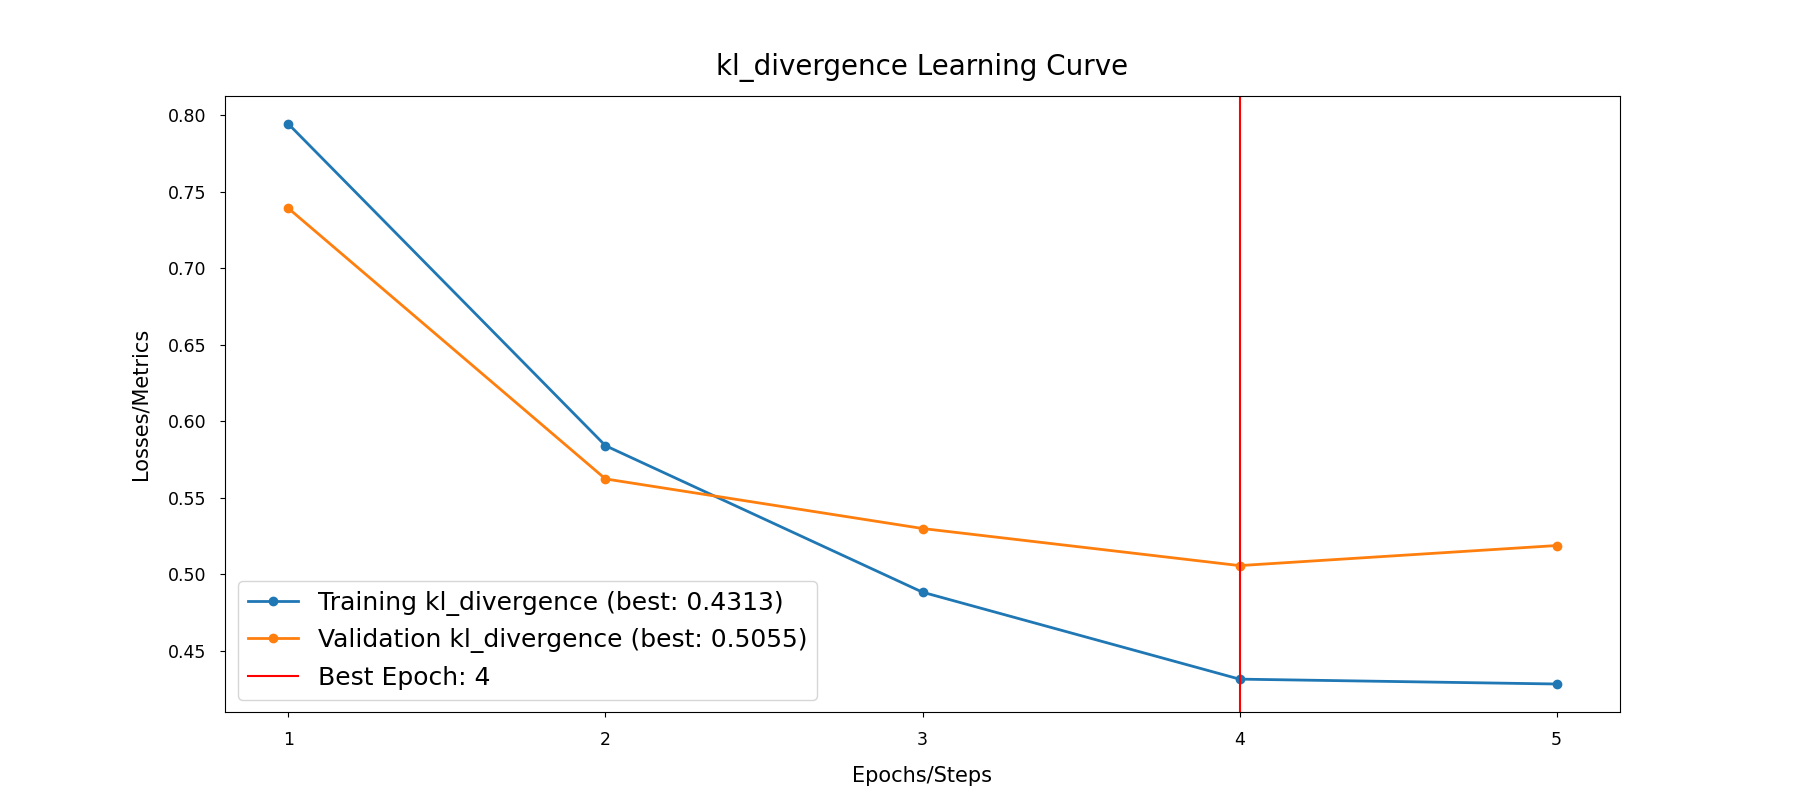 kl_divergence Learning Curve
0.80
0.75
0.70
0.65
0.60
0.55
0.50
0.45
Losses/Metrics
Training kl_divergence (best: 0.4313)
Validation kl_divergence (best: 0.5055)
Best Epoch: 4
1 2 3 4 5
Epochs/Steps